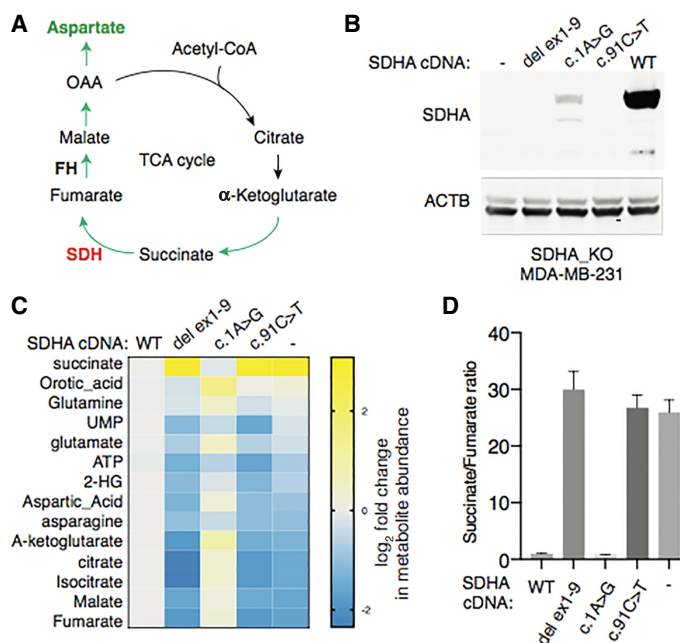 A
Aspartate
Acetyl-CoA
OAA
Malate
Citrate
FH
TCA cycle
Fumarate
α-Ketoglutarate
SDH
Succinate
B
SDHA cDNA: - del ex1-9 c.1A>G c.91C>T WT
SDHA
ACTB
SDHA_KO
MDA-MB-231
C
SDHA cDNA: WT del ex1-9 c.1A>G c.91C>T -
succinate
Orotic_acid
Glutamine
UMP
glutamate
ATP
2-HG
Aspartic_Acid
asparagine
A-ketoglutarate
citrate
Isocitrate
Malate
Fumarate
2
0
-2
log2 fold change
in metabolite abundance
D
Succinate/Fumarate ratio
40
30
20
10
0
SDHA
cDNA: WT del ex1-9 c.1A>G c.91C>T -